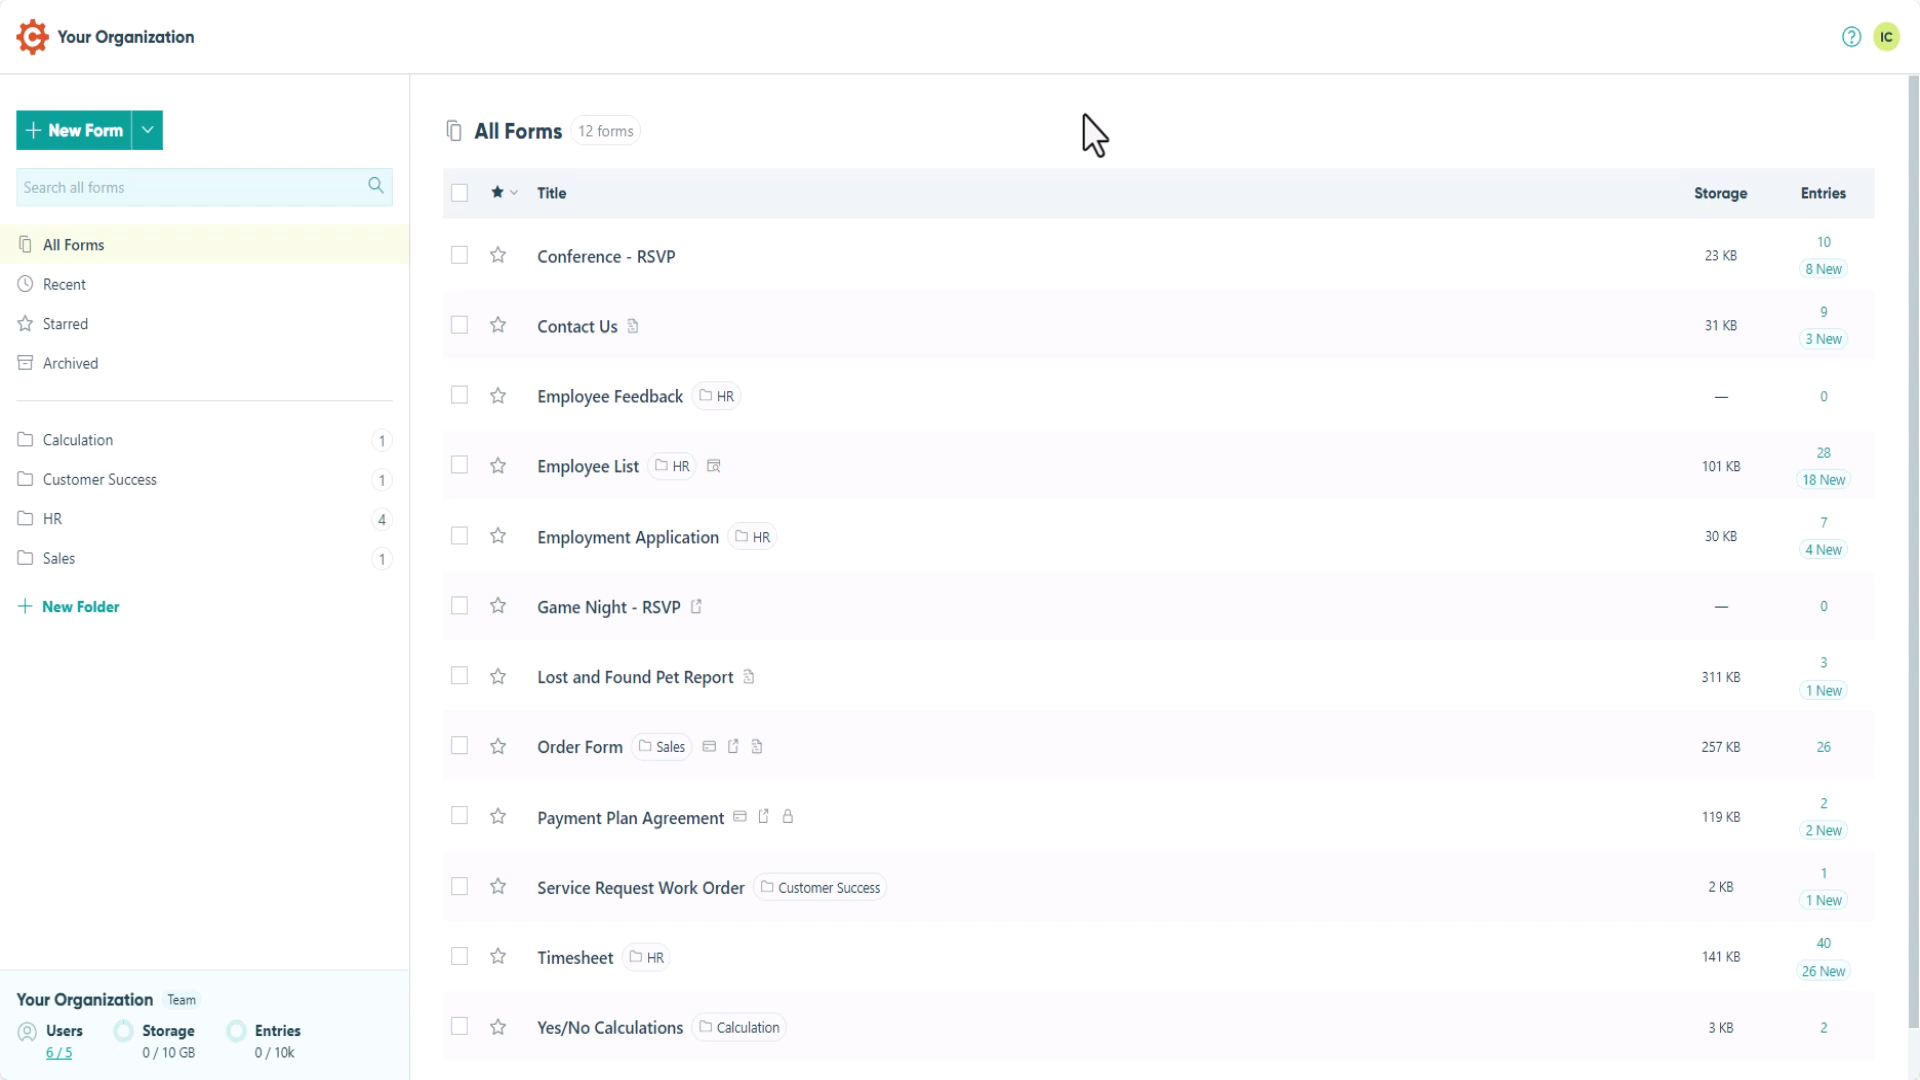 Your Organization
? IC
New Form
Search all forms
All Forms
Recent
Starred
Archived
Calculation 1
Customer Success 1
HR 4
Sales 1
New Folder
Your Organization Team
Users Storage Entries
6 / 5 0 / 10 GB 0 / 10k
All Forms 12 forms
Title Storage Entries
Conference - RSVP 23 KB 10
8 New
Contact Us 31 KB 9
3 New
Employee Feedback HR — 0
Employee List HR 101 KB 28
18 New
Employment Application HR 30 KB 7
4 New
Game Night - RSVP — 0
Lost and Found Pet Report 311 KB 3
1 New
Order Form Sales 257 KB 26
Payment Plan Agreement 119 KB 2
2 New
Service Request Work Order Customer Success 2 KB 1
1 New
Timesheet HR 141 KB 40
26 New
Yes/No Calculations Calculation 3 KB 2